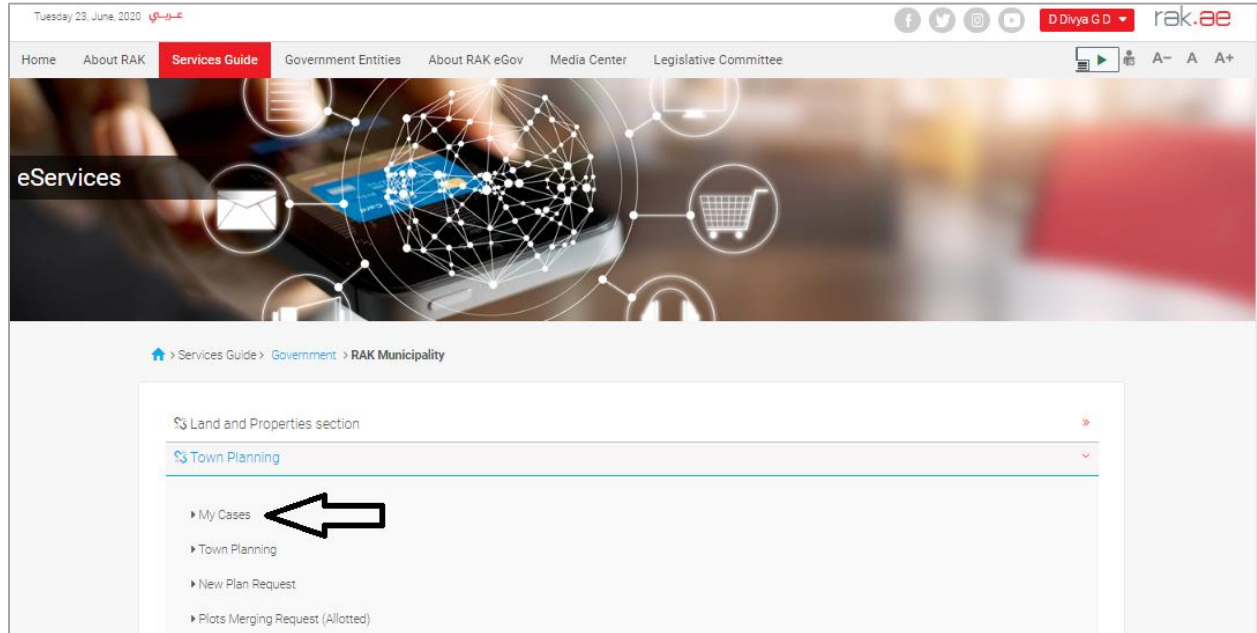 Tuesday 23, June, 2020 عــربــي
D Divya G D
rak.ae
Home About RAK Services Guide Government Entities About RAK eGov Media Center Legislative Committee A- A A+
eServices
> Services Guide > Government > RAK Municipality
Land and Properties section
Town Planning
My Cases
Town Planning
New Plan Request
Plots Merging Request (Allotted)